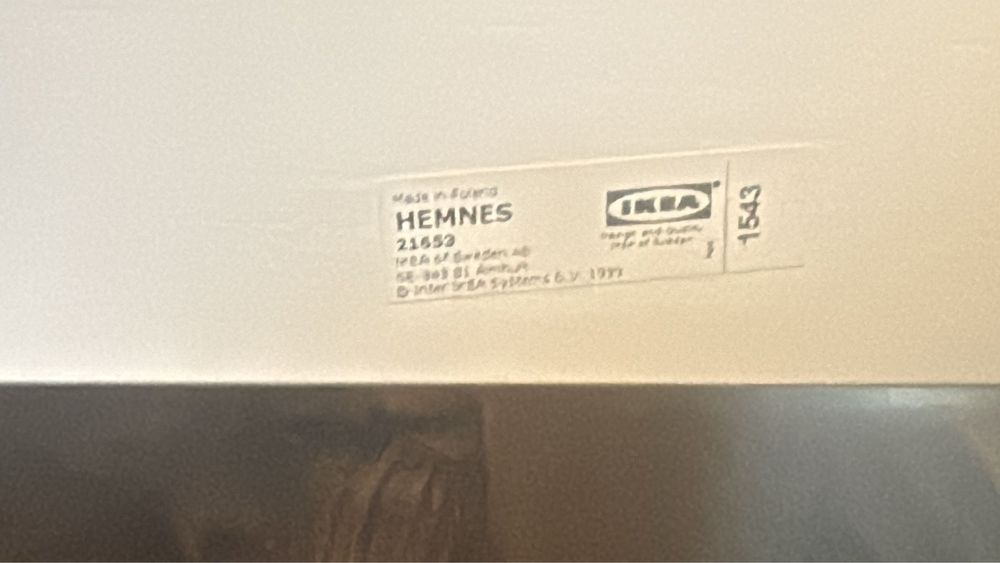 Made in Poland
HEMNES
21653
IKEA of Sweden AB
SE-343 81 Älmhult
© Inter IKEA Systems B.V. 1999
IKEA
Design and Quality
IKEA of Sweden
1543